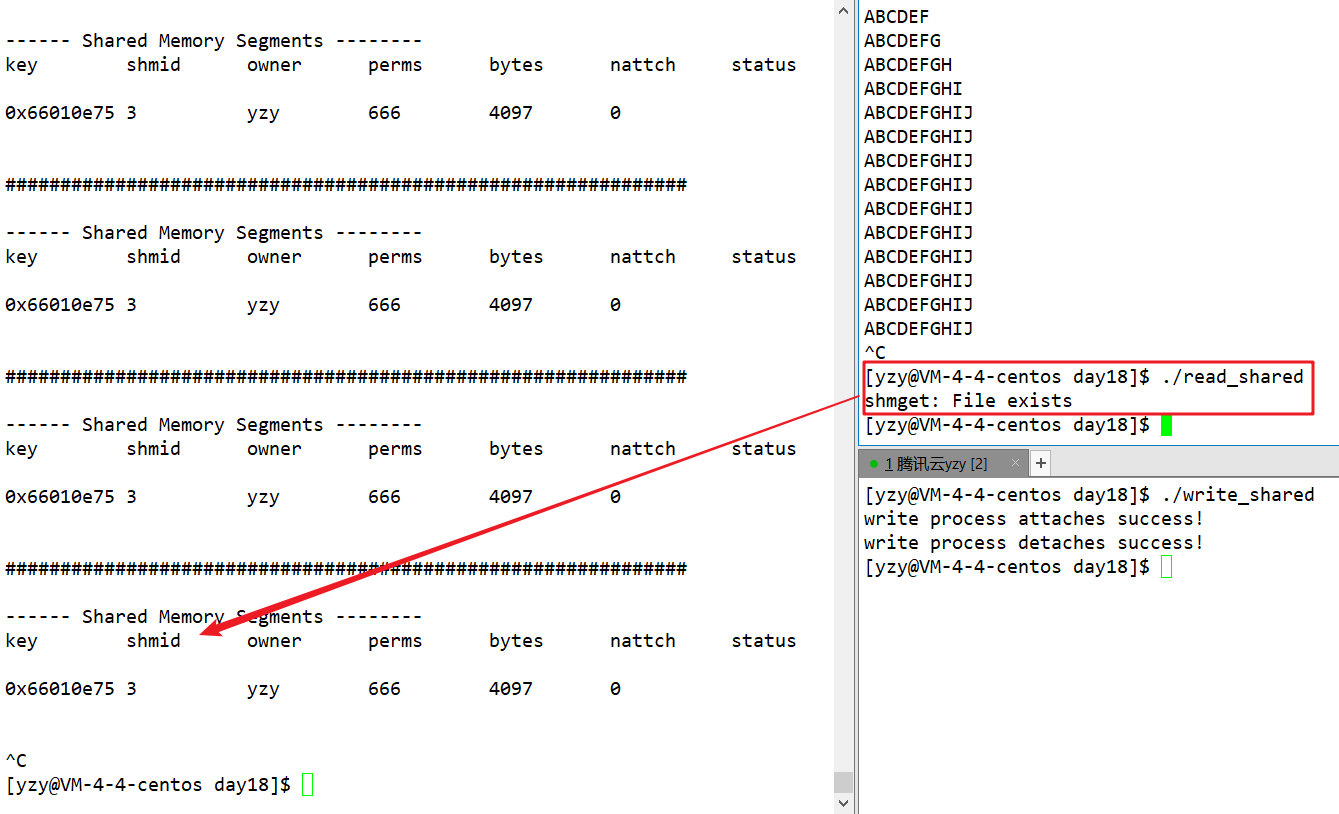 ------ Shared Memory Segments --------
key        shmid      owner      perms      bytes      nattch     status
0x66010e75 3          yzy        666        4097       0
##############################################################
------ Shared Memory Segments --------
key        shmid      owner      perms      bytes      nattch     status
0x66010e75 3          yzy        666        4097       0
##############################################################
------ Shared Memory Segments --------
key        shmid      owner      perms      bytes      nattch     status
0x66010e75 3          yzy        666        4097       0
##############################################################
------ Shared Memory Segments --------
key        shmid      owner      perms      bytes      nattch     status
0x66010e75 3          yzy        666        4097       0
^C
[yzy@VM-4-4-centos day18]$
ABCDEF
ABCDEFG
ABCDEFGH
ABCDEFGHI
ABCDEFGHIJ
ABCDEFGHIJ
ABCDEFGHIJ
ABCDEFGHIJ
ABCDEFGHIJ
ABCDEFGHIJ
ABCDEFGHIJ
ABCDEFGHIJ
ABCDEFGHIJ
ABCDEFGHIJ
^C
[yzy@VM-4-4-centos day18]$ ./read_shared
shmget: File exists
[yzy@VM-4-4-centos day18]$
1 腾讯云yzy [2] × +
[yzy@VM-4-4-centos day18]$ ./write_shared
write process attaches success!
write process detaches success!
[yzy@VM-4-4-centos day18]$